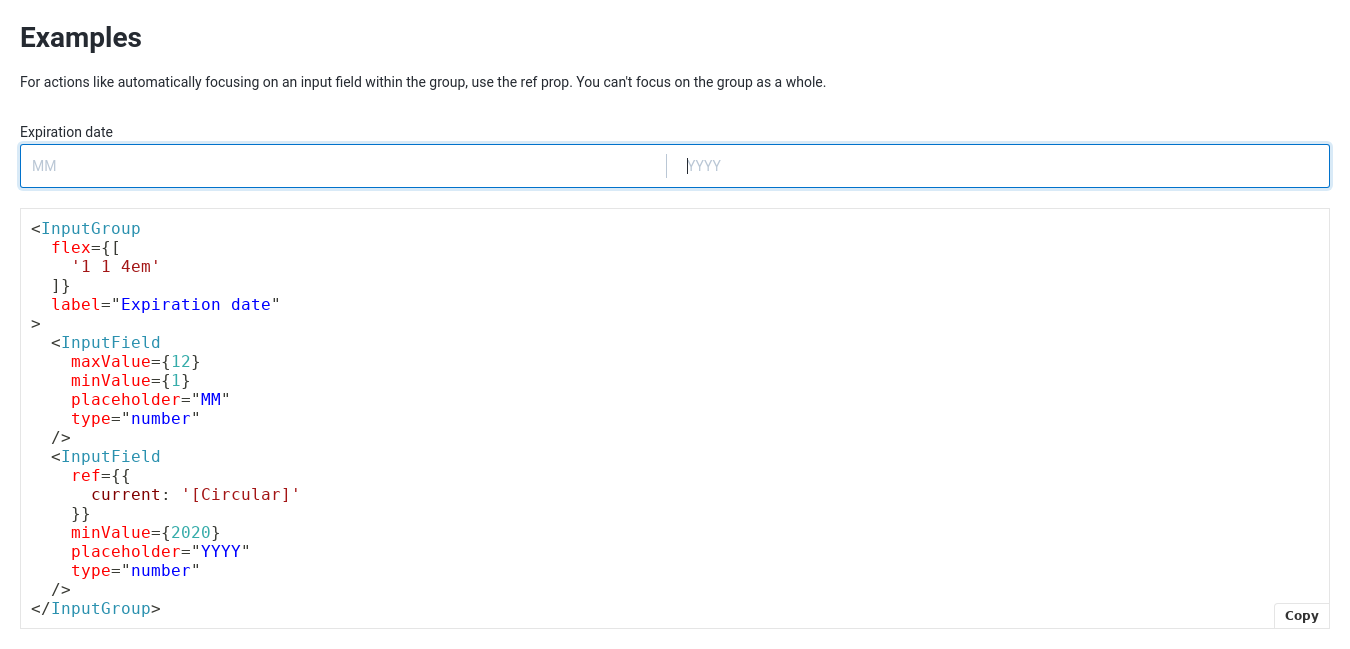 Examples
For actions like automatically focusing on an input field within the group, use the ref prop. You can't focus on the group as a whole.
Expiration date
MM YYYY
<InputGroup
  flex={[
    '1 1 4em'
  ]}
  label="Expiration date"
>
  <InputField
    maxValue={12}
    minValue={1}
    placeholder="MM"
    type="number"
  />
  <InputField
    ref={{
      current: '[Circular]'
    }}
    minValue={2020}
    placeholder="YYYY"
    type="number"
  />
</InputGroup>
Copy